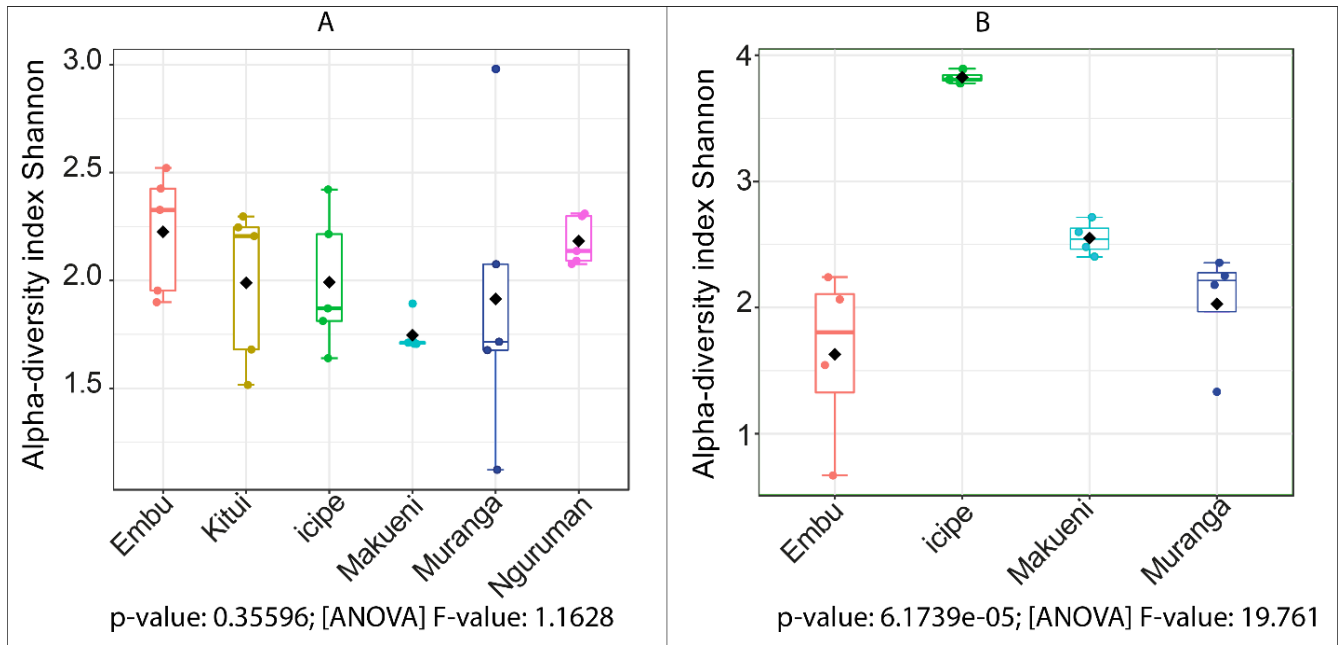 A
Alpha-diversity index Shannon
3.0
2.5
2.0
1.5
Embu
Kitui
icipe
Makueni
Muranga
Nguruman
p-value: 0.35596; [ANOVA] F-value: 1.1628
B
Alpha-diversity index Shannon
4
3
2
1
Embu
icipe
Makueni
Muranga
p-value: 6.1739e-05; [ANOVA] F-value: 19.761